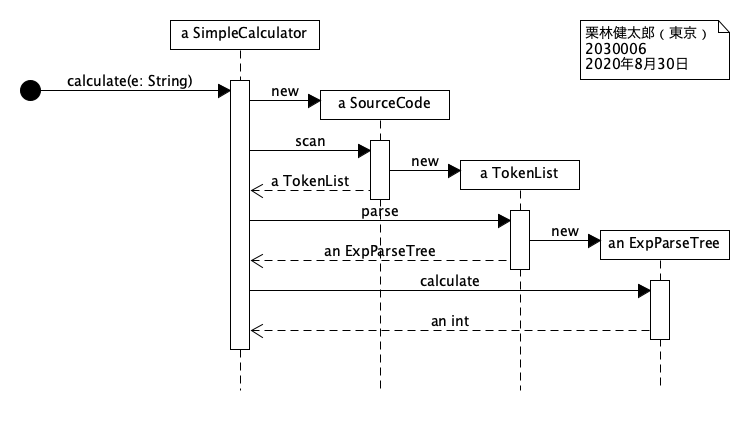 a SimpleCalculator
栗林健太郎（東京）
2030006
2020年8月30日
calculate(e: String)
new
a SourceCode
scan
new
a TokenList
a TokenList
parse
new
an ExpParseTree
an ExpParseTree
calculate
an int